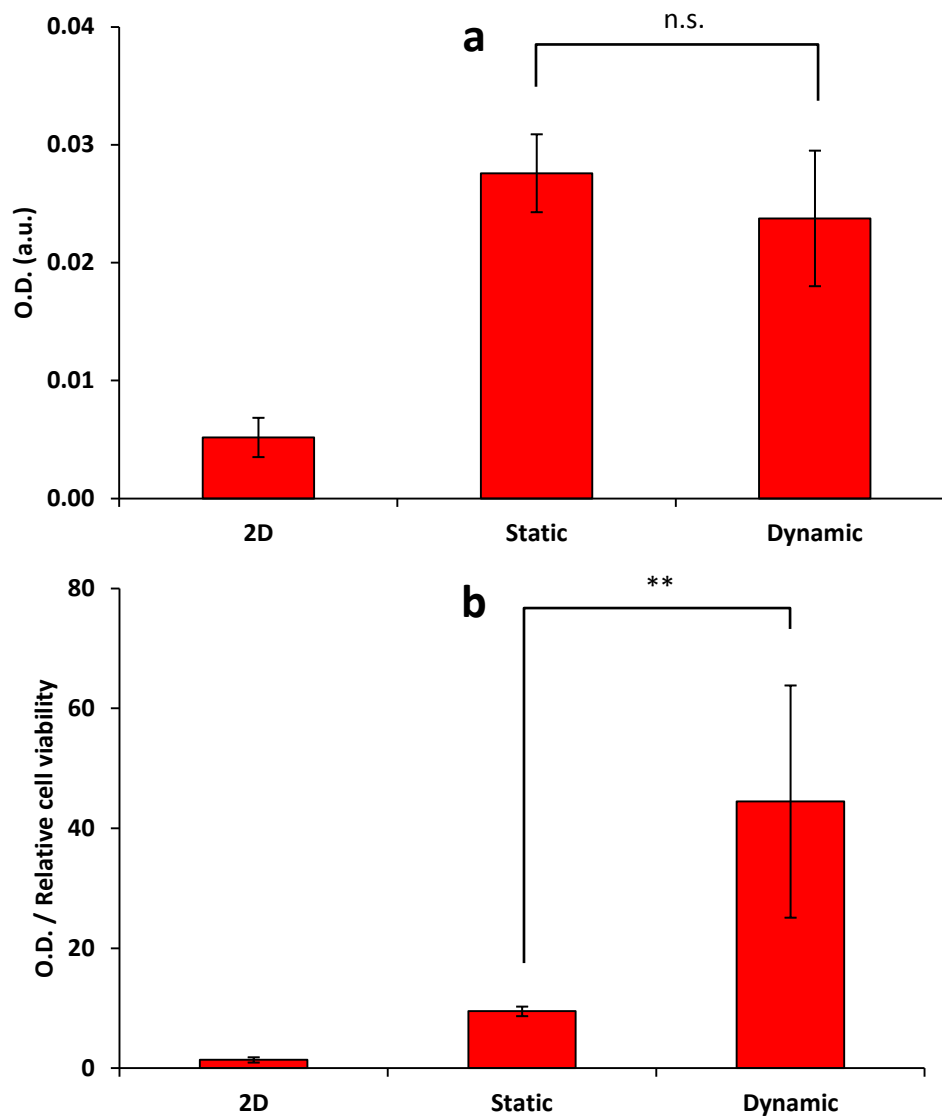 a
n.s.
O.D. (a.u.)
0.04
0.03
0.02
0.01
0.00
2D Static Dynamic
b
**
O.D. / Relative cell viability
80
60
40
20
0
2D Static Dynamic